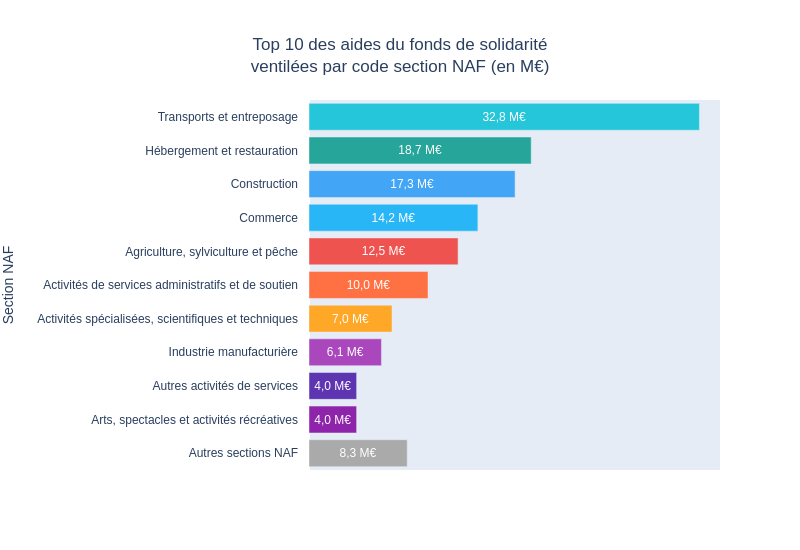 Top 10 des aides du fonds de solidarité
ventilées par code section NAF (en M€)
Section NAF
Transports et entreposage 32,8 M€
Hébergement et restauration 18,7 M€
Construction 17,3 M€
Commerce 14,2 M€
Agriculture, sylviculture et pêche 12,5 M€
Activités de services administratifs et de soutien 10,0 M€
Activités spécialisées, scientifiques et techniques 7,0 M€
Industrie manufacturière 6,1 M€
Autres activités de services 4,0 M€
Arts, spectacles et activités récréatives 4,0 M€
Autres sections NAF 8,3 M€